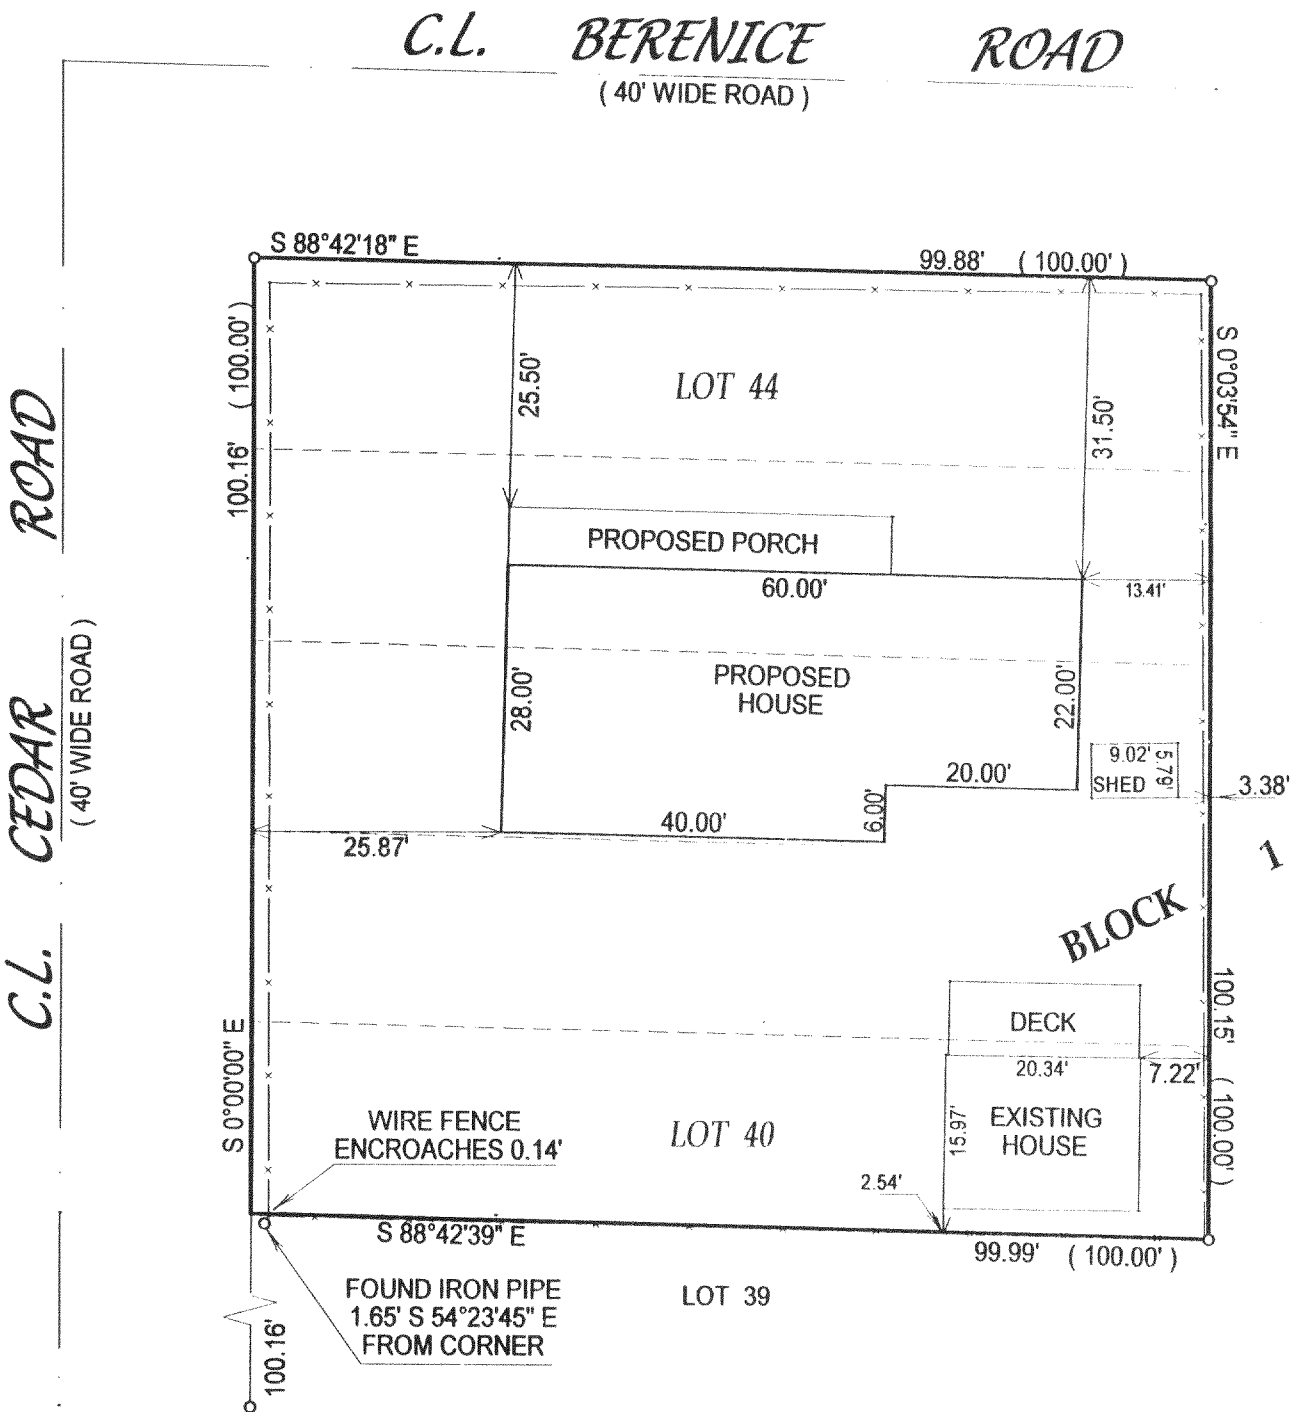 C.L. BERENICE ROAD
( 40' WIDE ROAD )
S 88°42'18" E
99.88' ( 100.00' )
100.16' ( 100.00' )
S 0°03'54" E
25.50'
LOT 44
31.50'
C.L. CEDAR ROAD
( 40' WIDE ROAD )
PROPOSED PORCH
60.00'
13.41'
28.00'
PROPOSED
HOUSE
22.00'
9.02'
5.79'
SHED
3.38'
20.00'
6.00'
40.00'
25.87'
BLOCK 1
100.15' ( 100.00' )
S 0°00'00" E
DECK
20.34'
7.22'
WIRE FENCE
ENCROACHES 0.14'
LOT 40
15.97'
EXISTING
HOUSE
2.54'
S 88°42'39" E
99.99' ( 100.00' )
FOUND IRON PIPE
1.65' S 54°23'45" E
FROM CORNER
LOT 39
100.16'